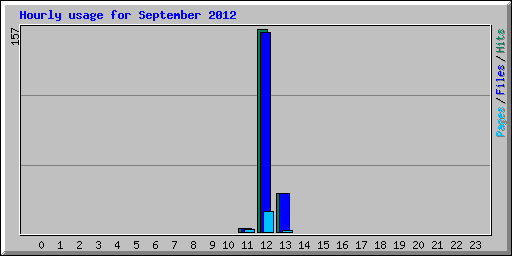 Hourly usage for September 2012
157
Pages/Files/Hits
0 1 2 3 4 5 6 7 8 9 10 11 12 13 14 15 16 17 18 19 20 21 22 23